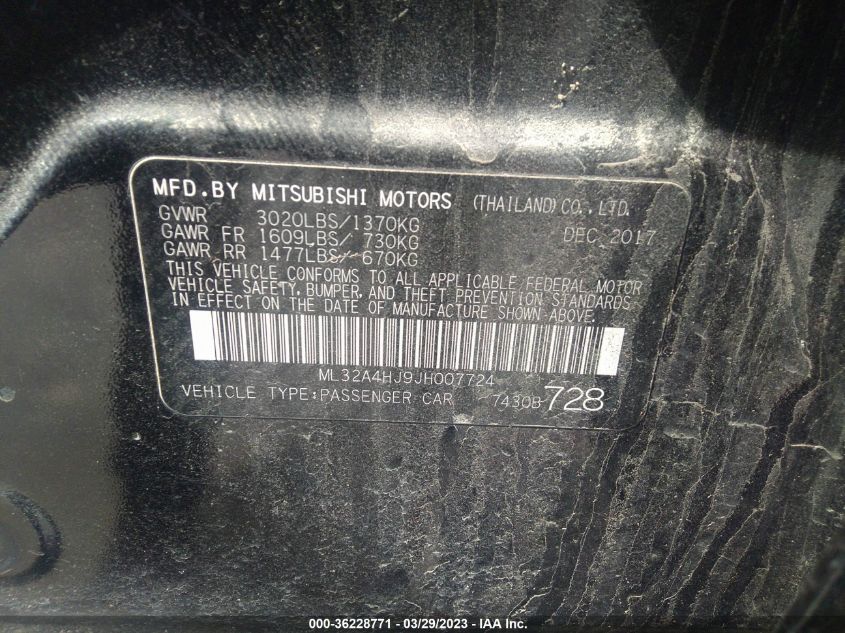 MFD.BY MITSUBISHI MOTORS (THAILAND)CO.,LTD.
GVWR 3020LBS/1370KG DEC 2017
GAWR FR 1609LBS/ 730KG
GAWR RR 1477LBS/ 670KG
THIS VEHICLE CONFORMS TO ALL APPLICABLE FEDERAL MOTOR
VEHICLE SAFETY, BUMPER, AND THEFT PREVENTION STANDARDS
IN EFFECT ON THE DATE OF MANUFACTURE SHOWN ABOVE.
ML32A4HJ9JH007724
VEHICLE TYPE:PASSENGER CAR 7430B 728
000-36228771 - 03/29/2023 - IAA Inc.